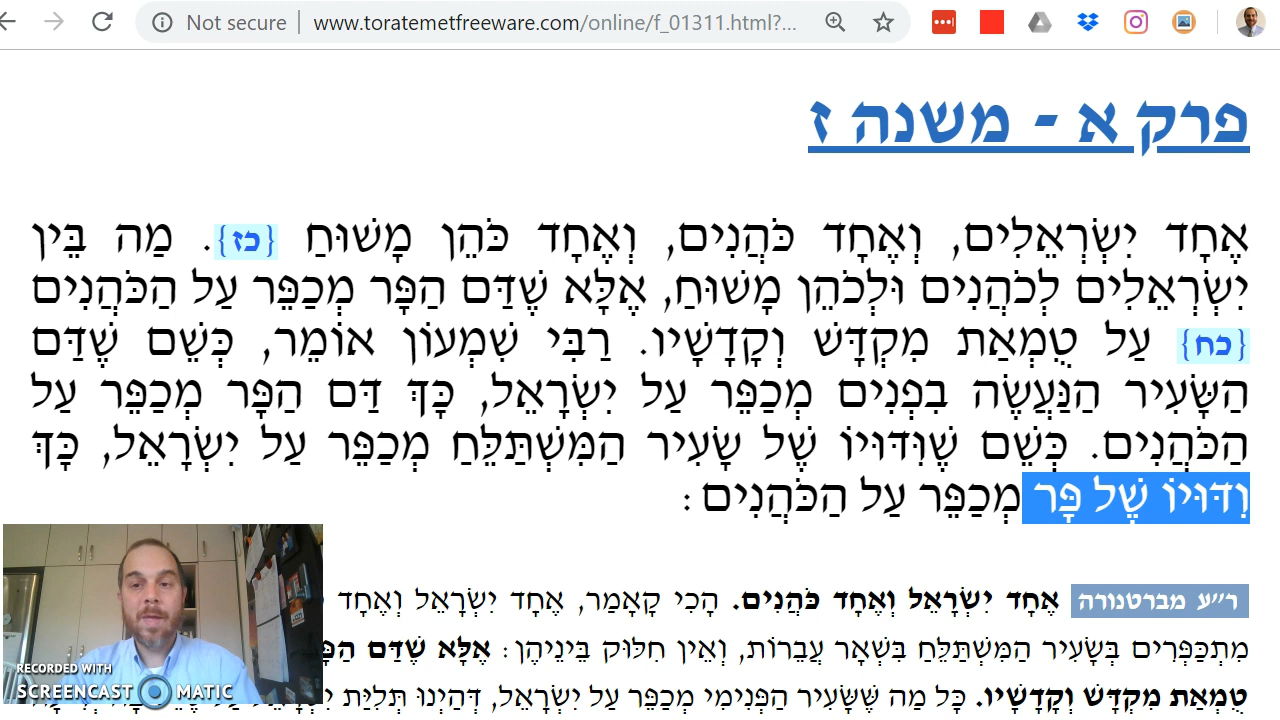 Not secure | www.toratemetfreeware.com/online/f_01311.html?...
פרק א - משנה ז
אֶחָד יִשְׂרְאֵלִים, וְאֶחָד כֹּהֲנִים, וְאֶחָד כֹּהֵן מָשׁוּחַ {כז}. מַה בֵּין
יִשְׂרְאֵלִים לְכֹהֲנִים וּלְכֹהֵן מָשׁוּחַ, אֶלָּא שֶׁדַּם הַפָּר מְכַפֵּר עַל הַכֹּהֲנִים
{כח} עַל טֻמְאַת מִקְדָּשׁ וְקָדָשָׁיו. רַבִּי שִׁמְעוֹן אוֹמֵר, כְּשֵׁם שֶׁדַּם
הַשָּׂעִיר הַנַּעֲשֶׂה בִפְנִים מְכַפֵּר עַל יִשְׂרָאֵל, כָּךְ דַּם הַפָּר מְכַפֵּר עַל
הַכֹּהֲנִים. כְּשֵׁם שֶׁוִּדּוּיוֹ שֶׁל שָׂעִיר הַמִּשְׁתַּלֵּחַ מְכַפֵּר עַל יִשְׂרָאֵל, כָּךְ
וִדּוּיוֹ שֶׁל פָּר מְכַפֵּר עַל הַכֹּהֲנִים:
ר"ע מברטנורה אֶחָד יִשְׂרָאֵל וְאֶחָד כֹּהֲנִים. הָכִי קָאָמַר, אֶחָד יִשְׂרָאֵל וְאֶחָד
מִתְכַּפְּרִים בְּשָׂעִיר הַמִּשְׁתַּלֵּחַ בִּשְׁאָר עֲבֵרוֹת, וְאֵין חִלּוּק בֵּינֵיהֶן: אֶלָּא שֶׁדַּם
טֻמְאַת מִקְדָּשׁ וְקָדָשָׁיו. כָּל מַה שֶּׁשָּׂעִיר הַפְּנִימִי מְכַפֵּר עַל יִשְׂרָאֵל, דְּהַיְנוּ תְּלִיַּת
RECORDED WITH
SCREENCAST MATIC